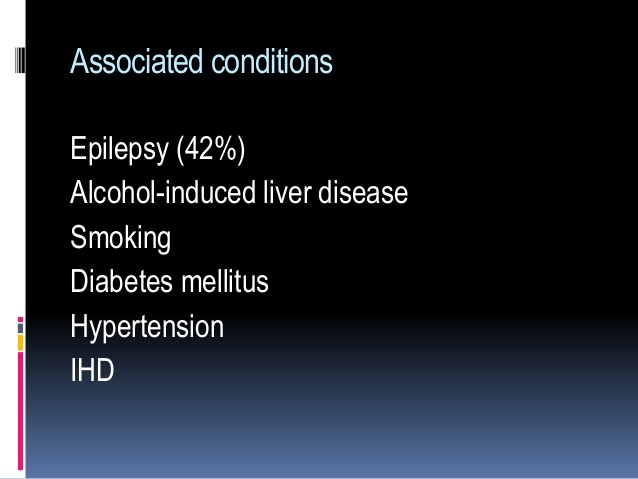 Associated conditions
Epilepsy (42%)
Alcohol-induced liver disease
Smoking
Diabetes mellitus
Hypertension
IHD